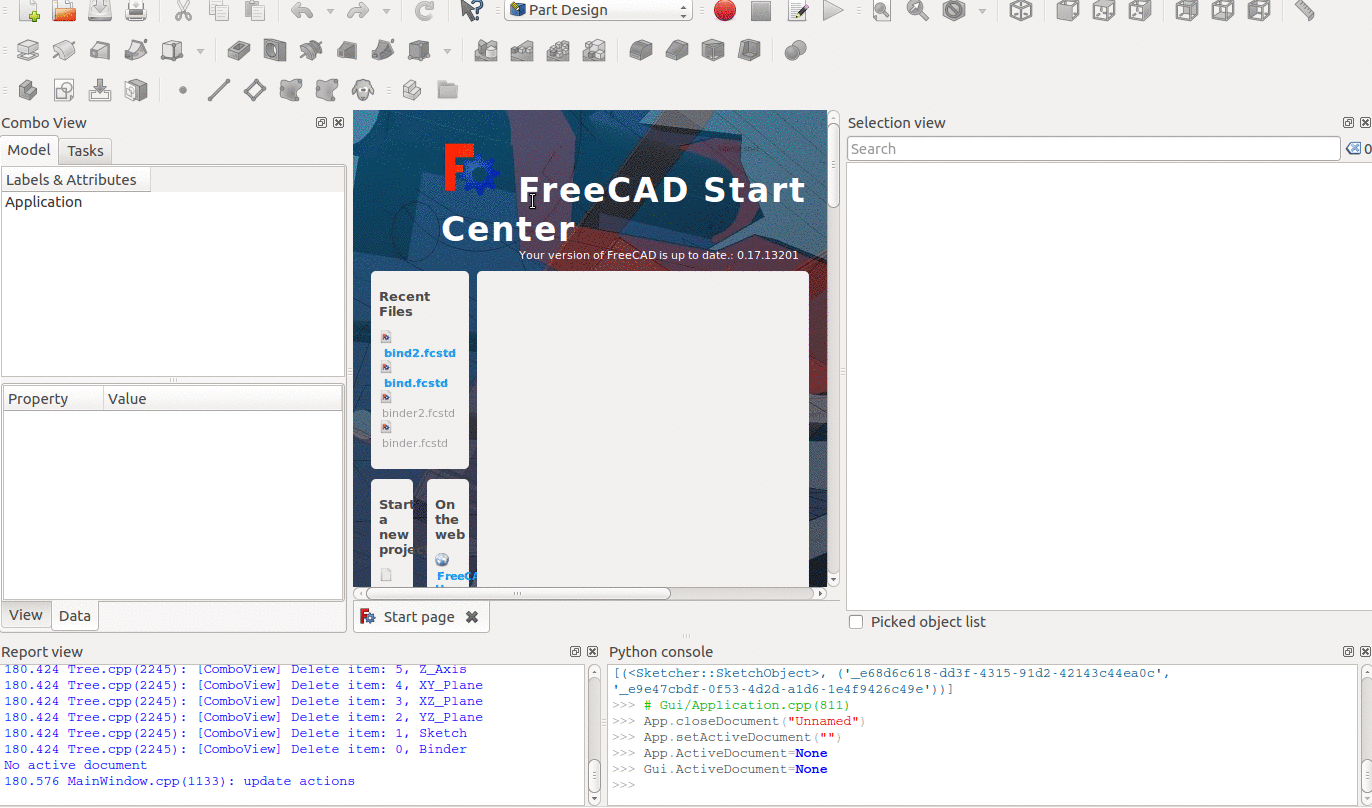 Part Design
Combo View
Model
Tasks
Labels & Attributes
Application
Property
Value
View
Data
FreeCAD Start
Center
Your version of FreeCAD is up to date.: 0.17.13201
Recent
Files
bind2.fcstd
bind.fcstd
binder2.fcstd
binder.fcstd
Start
a
new
projec
On
the
web
FreeCA
Start page
Selection view
Search
0
Picked object list
Report view
180.424 Tree.cpp(2245): [ComboView] Delete item: 5, Z_Axis
180.424 Tree.cpp(2245): [ComboView] Delete item: 4, XY_Plane
180.424 Tree.cpp(2245): [ComboView] Delete item: 3, XZ_Plane
180.424 Tree.cpp(2245): [ComboView] Delete item: 2, YZ_Plane
180.424 Tree.cpp(2245): [ComboView] Delete item: 1, Sketch
180.424 Tree.cpp(2245): [ComboView] Delete item: 0, Binder
No active document
180.576 MainWindow.cpp(1133): update actions
Python console
[(<Sketcher::SketchObject>, ('_e68d6c618-dd3f-4315-91d2-42143c44ea0c',
'_e9e47cbdf-0f53-4d2d-a1d6-1e4f9426c49e'))]
>>> # Gui/Application.cpp(811)
>>> App.closeDocument("Unnamed")
>>> App.setActiveDocument("")
>>> App.ActiveDocument=None
>>> Gui.ActiveDocument=None
>>>